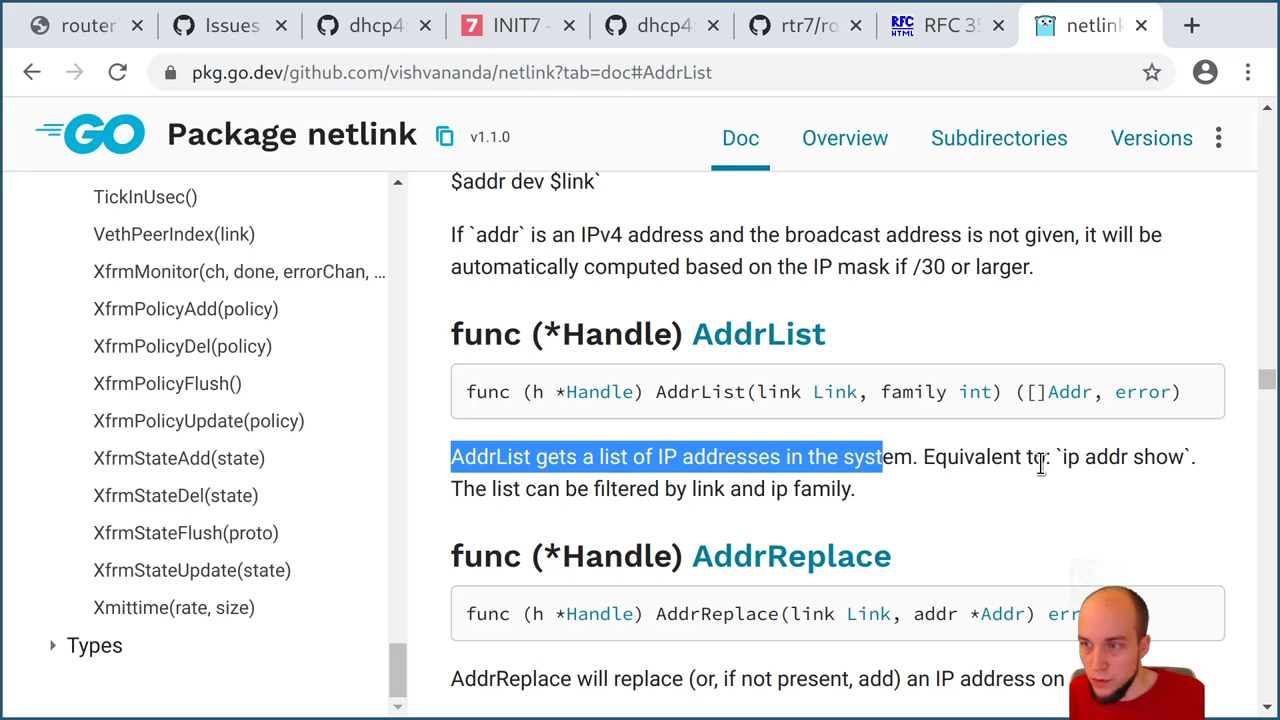 router
Issues
dhcp4
INIT7 -
dhcp4
rtr7/ro
RFC HTML
RFC 35
netlink
pkg.go.dev/github.com/vishvananda/netlink?tab=doc#AddrList
GO
Package netlink
v1.1.0
Doc
Overview
Subdirectories
Versions
TickInUsec()
VethPeerIndex(link)
XfrmMonitor(ch, done, errorChan, ...
XfrmPolicyAdd(policy)
XfrmPolicyDel(policy)
XfrmPolicyFlush()
XfrmPolicyUpdate(policy)
XfrmStateAdd(state)
XfrmStateDel(state)
XfrmStateFlush(proto)
XfrmStateUpdate(state)
Xmittime(rate, size)
Types
$addr dev $link`
If `addr` is an IPv4 address and the broadcast address is not given, it will be
automatically computed based on the IP mask if /30 or larger.
func (*Handle) AddrList
func (h *Handle) AddrList(link Link, family int) ([]Addr, error)
AddrList gets a list of IP addresses in the system. Equivalent to: `ip addr show`.
The list can be filtered by link and ip family.
func (*Handle) AddrReplace
func (h *Handle) AddrReplace(link Link, addr *Addr) err
AddrReplace will replace (or, if not present, add) an IP address on